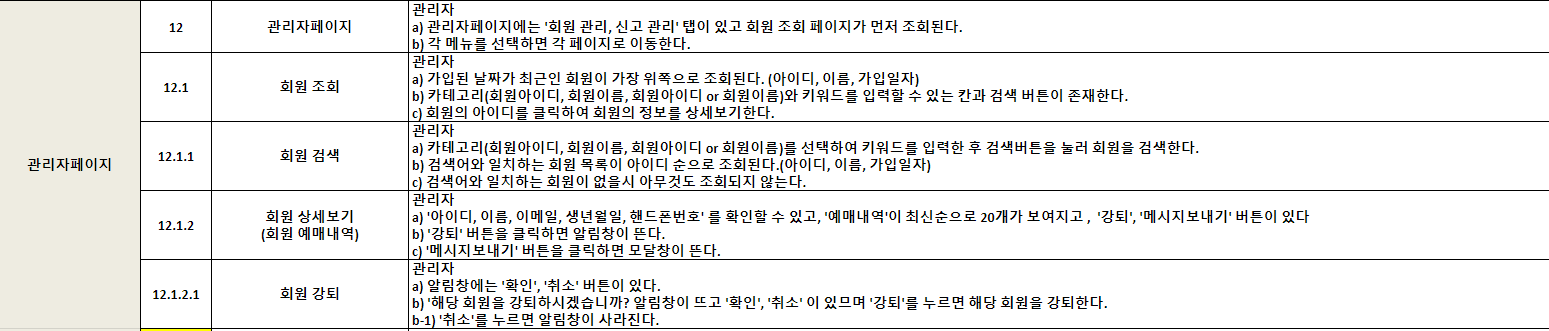 관리자페이지
12
관리자페이지
관리자
a) 관리자페이지에는 '회원 관리, 신고 관리' 탭이 있고 회원 조회 페이지가 먼저 조회된다.
b) 각 메뉴를 선택하면 각 페이지로 이동한다.
12.1
회원 조회
관리자
a) 가입된 날짜가 최근인 회원이 가장 위쪽으로 조회된다. (아이디, 이름, 가입일자)
b) 카테고리(회원아이디, 회원이름, 회원아이디 or 회원이름)와 키워드를 입력할 수 있는 칸과 검색 버튼이 존재한다.
c) 회원의 아이디를 클릭하여 회원의 정보를 상세보기한다.
12.1.1
회원 검색
관리자
a) 카테고리(회원아이디, 회원이름, 회원아이디 or 회원이름)를 선택하여 키워드를 입력한 후 검색버튼을 눌러 회원을 검색한다.
b) 검색어와 일치하는 회원 목록이 아이디 순으로 조회된다.(아이디, 이름, 가입일자)
c) 검색어와 일치하는 회원이 없을시 아무것도 조회되지 않는다.
12.1.2
회원 상세보기
(회원 예매내역)
관리자
a) '아이디, 이름, 이메일, 생년월일, 핸드폰번호' 를 확인할 수 있고, '예매내역'이 최신순으로 20개가 보여지고 , '강퇴', '메시지보내기' 버튼이 있다
b) '강퇴' 버튼을 클릭하면 알림창이 뜬다.
c) '메시지보내기' 버튼을 클릭하면 모달창이 뜬다.
12.1.2.1
회원 강퇴
관리자
a) 알림창에는 '확인', '취소' 버튼이 있다.
b) '해당 회원을 강퇴하시겠습니까? 알림창이 뜨고 '확인', '취소' 이 있므며 '강퇴'를 누르면 해당 회원을 강퇴한다.
b-1) '취소'를 누르면 알림창이 사라진다.